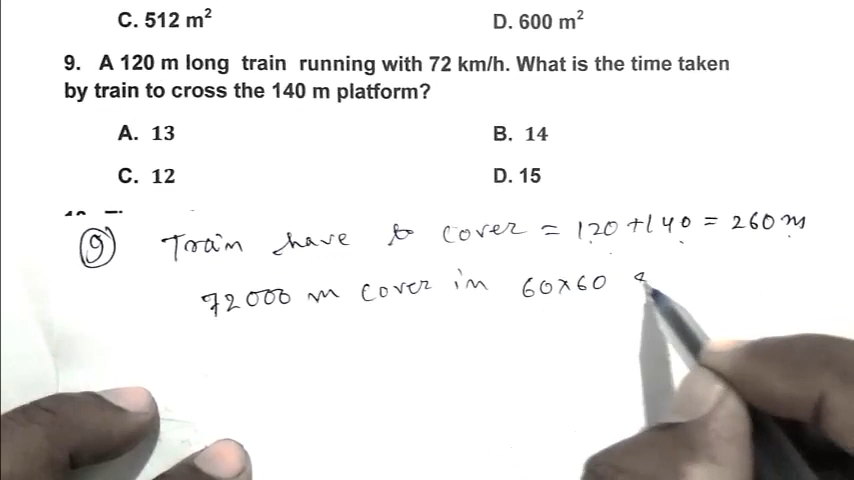 C. 512 m² D. 600 m²
9. A 120 m long train running with 72 km/h. What is the time taken
by train to cross the 140 m platform?
A. 13 B. 14
C. 12 D. 15
9 Train have to cover = 120 + 140 = 260 m
72000 m cover in 60×60